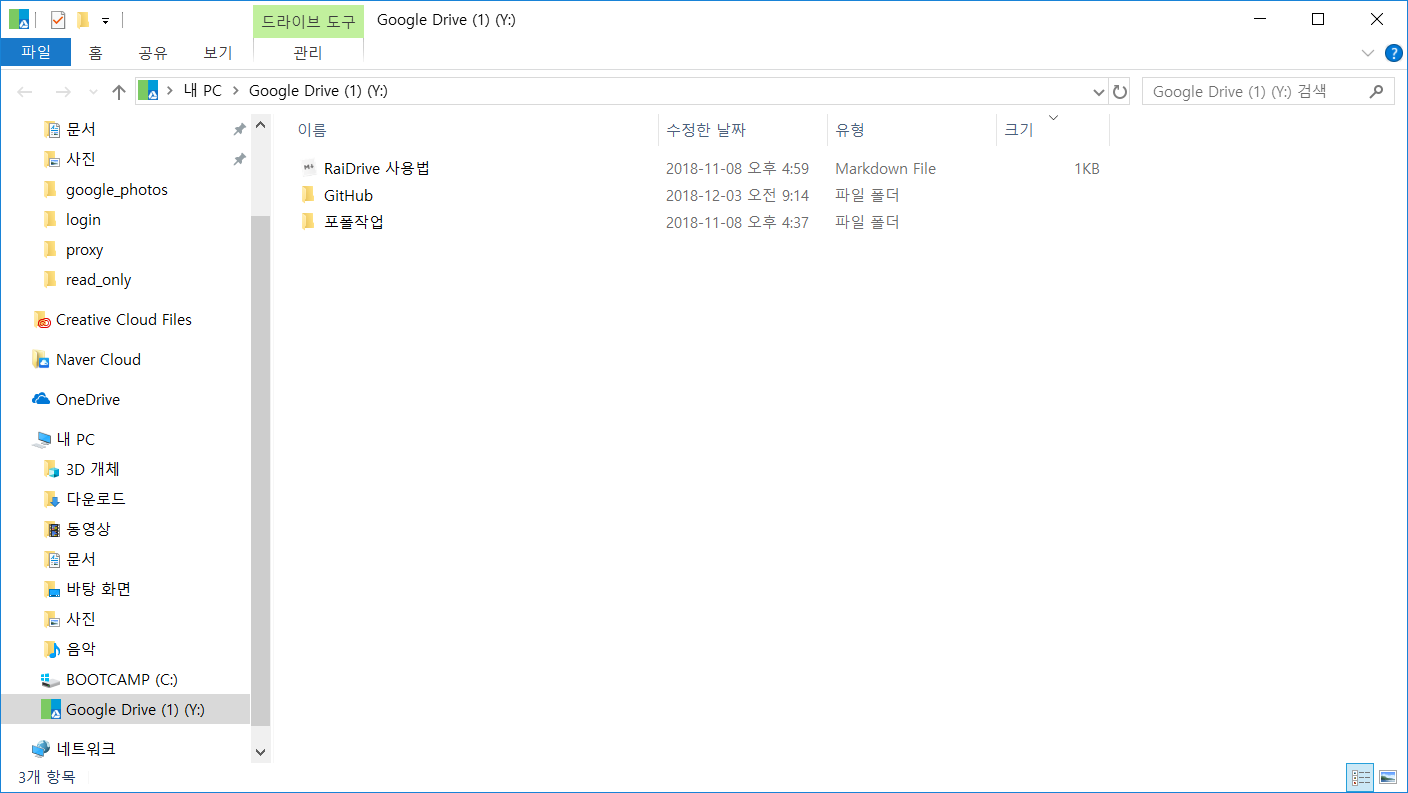 드라이브 도구 Google Drive (1) (Y:)
파일 홈 공유 보기 관리
내 PC Google Drive (1) (Y:) Google Drive (1) (Y:) 검색
문서
사진
google_photos
login
proxy
read_only
Creative Cloud Files
Naver Cloud
OneDrive
내 PC
3D 개체
다운로드
동영상
문서
바탕 화면
사진
음악
BOOTCAMP (C:)
Google Drive (1) (Y:)
네트워크
이름 수정한 날짜 유형 크기
RaiDrive 사용법 2018-11-08 오후 4:59 Markdown File 1KB
GitHub 2018-12-03 오전 9:14 파일 폴더
포폴작업 2018-11-08 오후 4:37 파일 폴더
3개 항목